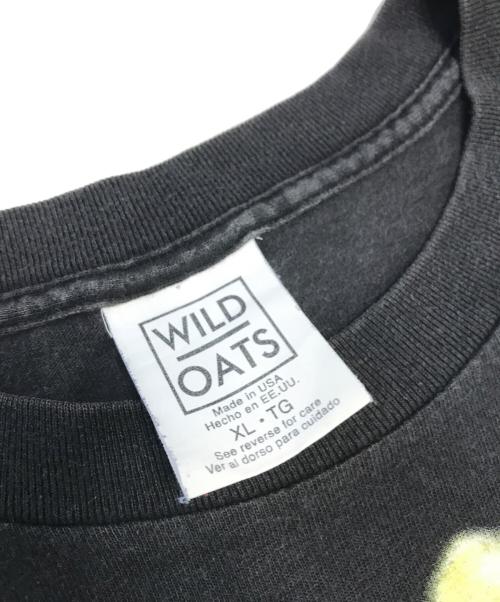 WILD
OATS
Made in USA
Hecho en EE.UU.
XL • TG
See reverse for care
Ver al dorso para cuidado